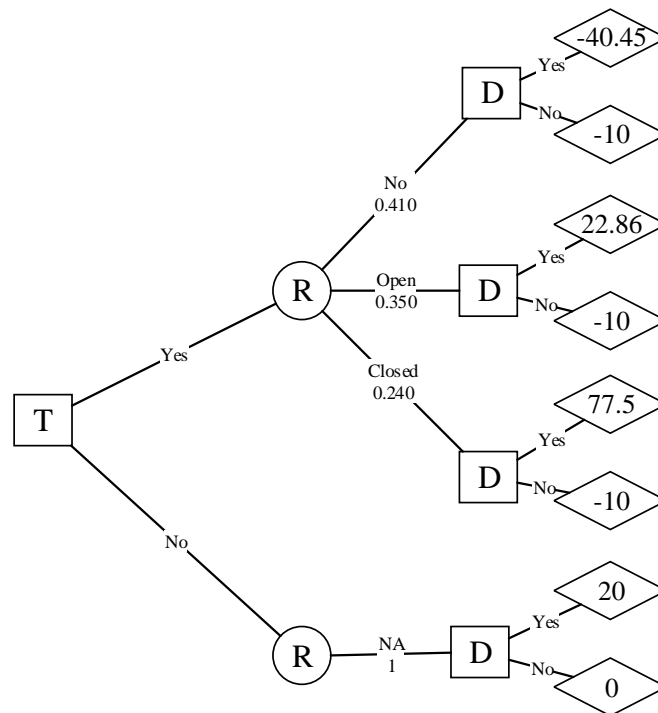 -40.45
Yes
D
No
-10
No
0.410
22.86
Yes
Open
0.350
R
D
No
-10
Closed
0.240
77.5
Yes
Yes
T
D
No
-10
No
20
Yes
NA
1
R
D
No
0